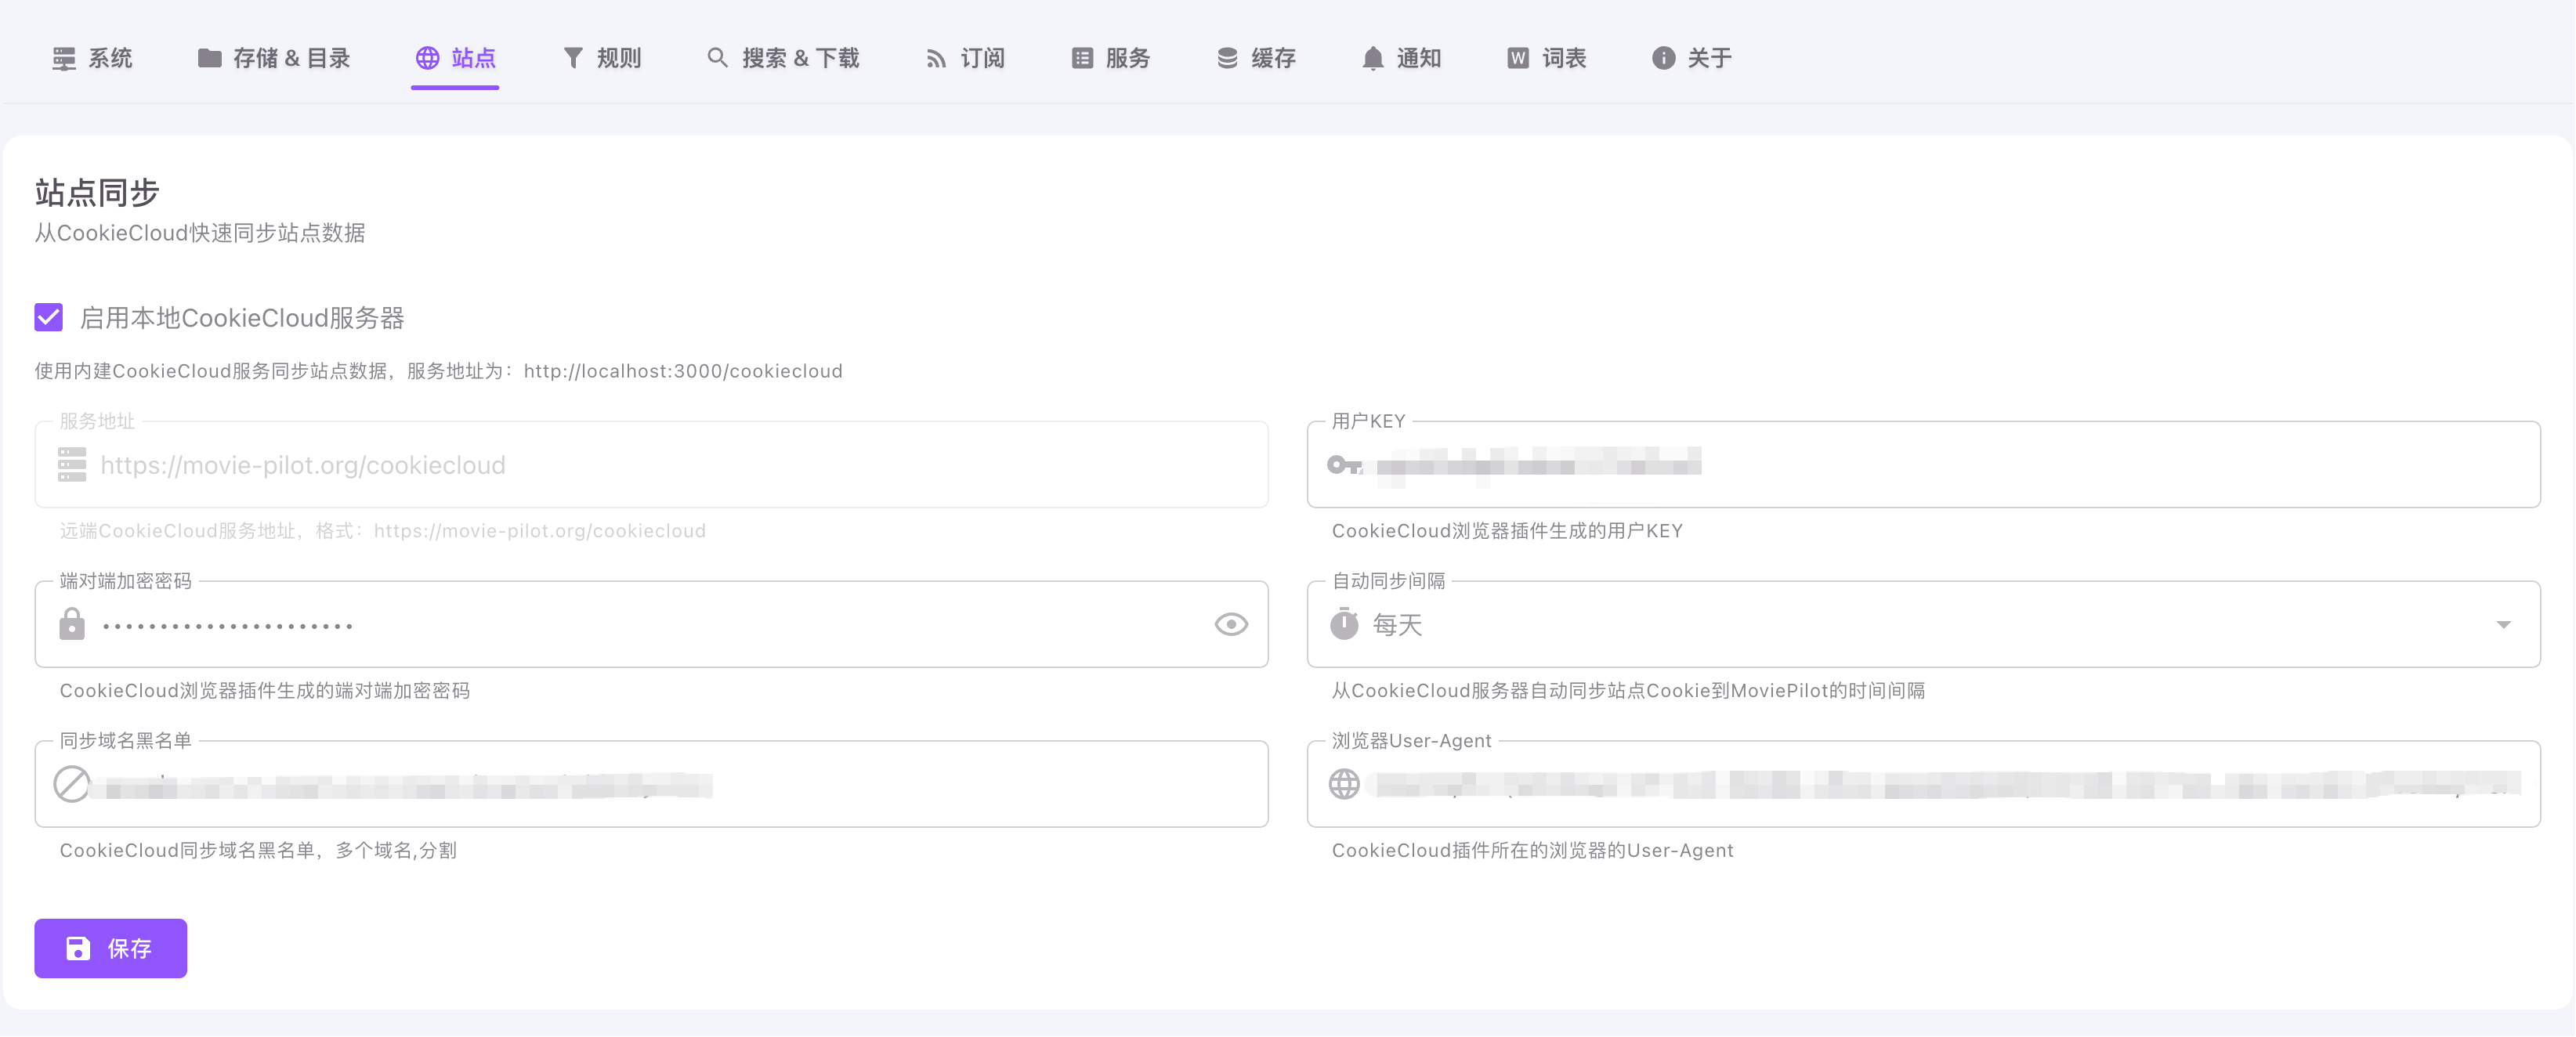 系统 存储 & 目录 站点 规则 搜索 & 下载 订阅 服务 缓存 通知 词表 关于
站点同步
从CookieCloud快速同步站点数据
启用本地CookieCloud服务器
使用内建CookieCloud服务同步站点数据，服务地址为：http://localhost:3000/cookiecloud
服务地址
https://movie-pilot.org/cookiecloud
远端CookieCloud服务地址，格式：https://movie-pilot.org/cookiecloud
用户KEY
CookieCloud浏览器插件生成的用户KEY
端对端加密密码
CookieCloud浏览器插件生成的端对端加密密码
自动同步间隔
每天
从CookieCloud服务器自动同步站点Cookie到MoviePilot的时间间隔
同步域名黑名单
CookieCloud同步域名黑名单，多个域名,分割
浏览器User-Agent
CookieCloud插件所在的浏览器的User-Agent
保存